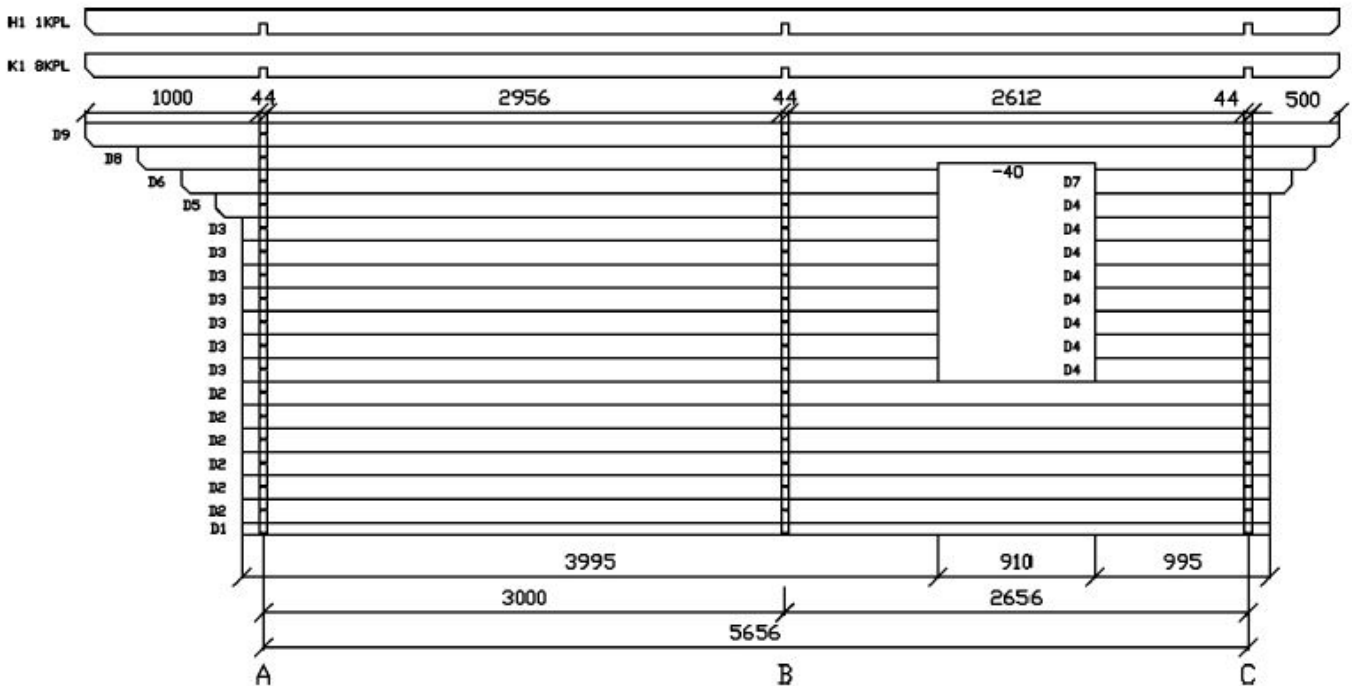 H1 1KPL
K1 8KPL
1000 44 2956 44 2612 44 500
D9
D8
D6 -40 D7
D5 D4
D3 D4
D3 D4
D3 D4
D3 D4
D3 D4
D3 D4
D3 D4
D2
D2
D2
D2
D2
D2
D1
3995 910 995
3000 2656
5656
A B C